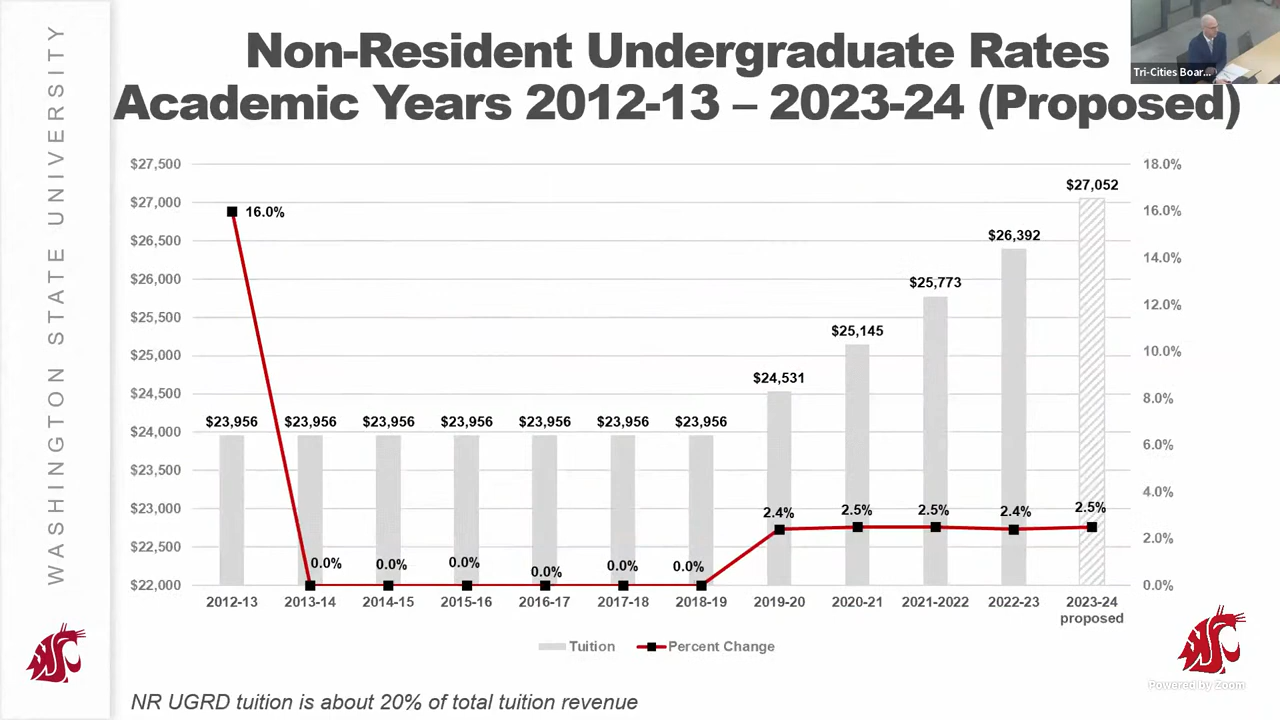 WASHINGTON STATE UNIVERSITY
Non-Resident Undergraduate Rates
Academic Years 2012-13 – 2023-24 (Proposed)
Tri-Cities Boar...
$27,500
$27,000
$26,500
$26,000
$25,500
$25,000
$24,500
$24,000
$23,500
$23,000
$22,500
$22,000
18.0%
16.0%
14.0%
12.0%
10.0%
8.0%
6.0%
4.0%
2.0%
0.0%
$23,956 $23,956 $23,956 $23,956 $23,956 $23,956 $23,956 $24,531 $25,145 $25,773 $26,392 $27,052
16.0% 0.0% 0.0% 0.0% 0.0% 0.0% 0.0% 2.4% 2.5% 2.5% 2.4% 2.5%
2012-13 2013-14 2014-15 2015-16 2016-17 2017-18 2018-19 2019-20 2020-21 2021-2022 2022-23 2023-24
proposed
Tuition Percent Change
NR UGRD tuition is about 20% of total tuition revenue
Powered by Zoom